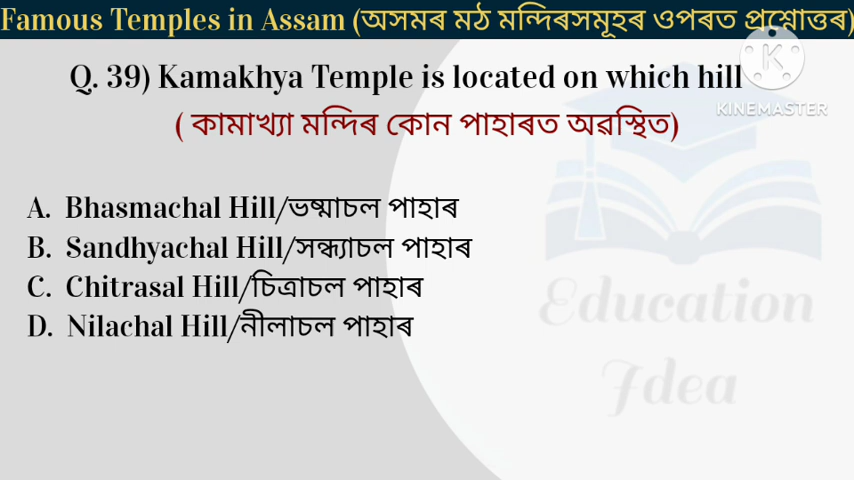 Famous Temples in Assam (অসমৰ মঠ মন্দিৰসমূহৰ ওপৰত প্ৰশ্নোত্তৰ)
K
KINEMASTER
Q. 39) Kamakhya Temple is located on which hill
( কামাখ্যা মন্দিৰ কোন পাহাৰত অৱস্থিত)
A. Bhasmachal Hill/ভষ্মাচল পাহাৰ
B. Sandhyachal Hill/সন্ধ্যাচল পাহাৰ
C. Chitrasal Hill/চিত্ৰাচল পাহাৰ
D. Nilachal Hill/নীলাচল পাহাৰ
Education
Idea